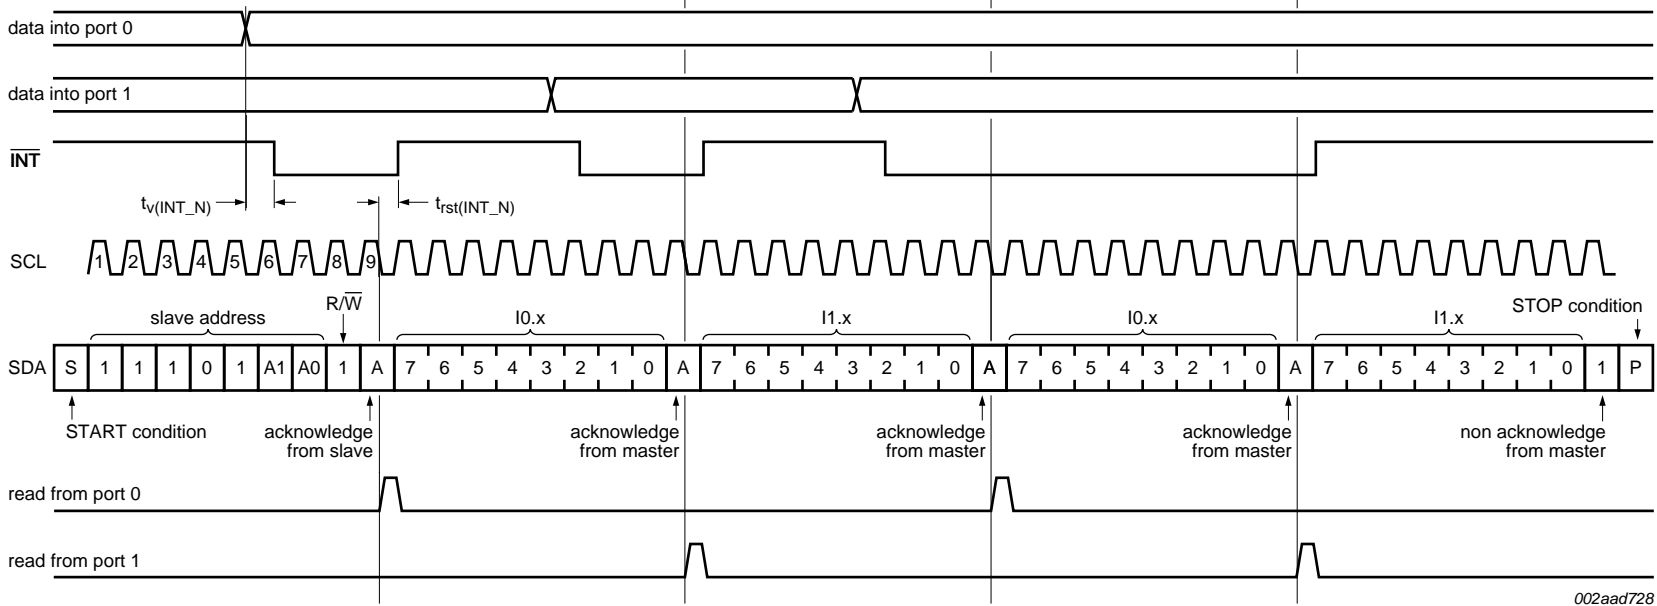 data into port 0
data into port 1
INT
tv(INT_N)
trst(INT_N)
SCL
1 2 3 4 5 6 7 8 9
R/W
STOP condition
slave address
I0.x
I1.x
I0.x
I1.x
SDA S 1 1 1 0 1 A1 A0 1 A 7 6 5 4 3 2 1 0 A 7 6 5 4 3 2 1 0 A 7 6 5 4 3 2 1 0 A 7 6 5 4 3 2 1 0 1 P
START condition
acknowledge
from slave
acknowledge
from master
acknowledge
from master
acknowledge
from master
non acknowledge
from master
read from port 0
read from port 1
002aad728